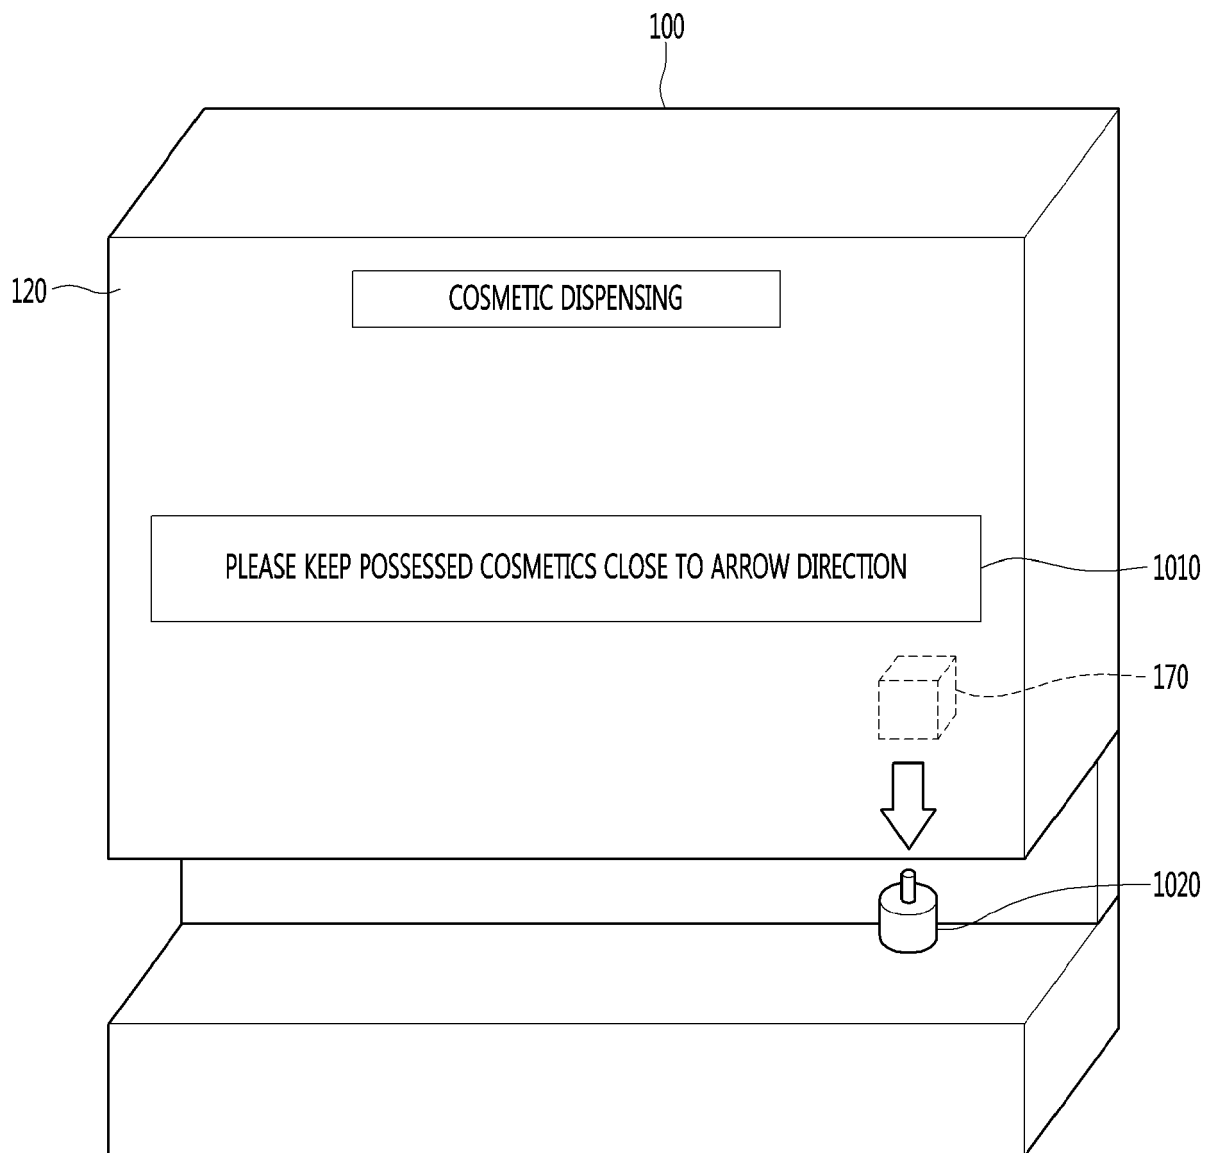 100
120
COSMETIC DISPENSING
PLEASE KEEP POSSESSED COSMETICS CLOSE TO ARROW DIRECTION
1010
170
1020